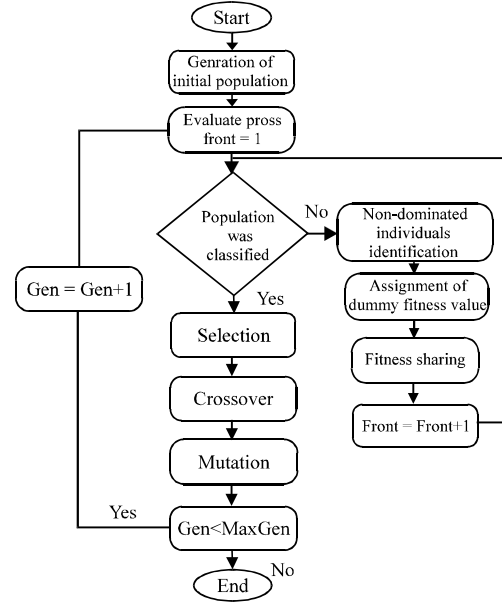 Start
Genration of
initial population
Evaluate pross
front = 1
Population
was
classified
No
Non-dominated
individuals
identification
Yes
Assignment of
dummy fitness value
Gen = Gen+1
Selection
Fitness sharing
Crossover
Front = Front+1
Mutation
Yes
Gen<MaxGen
No
End